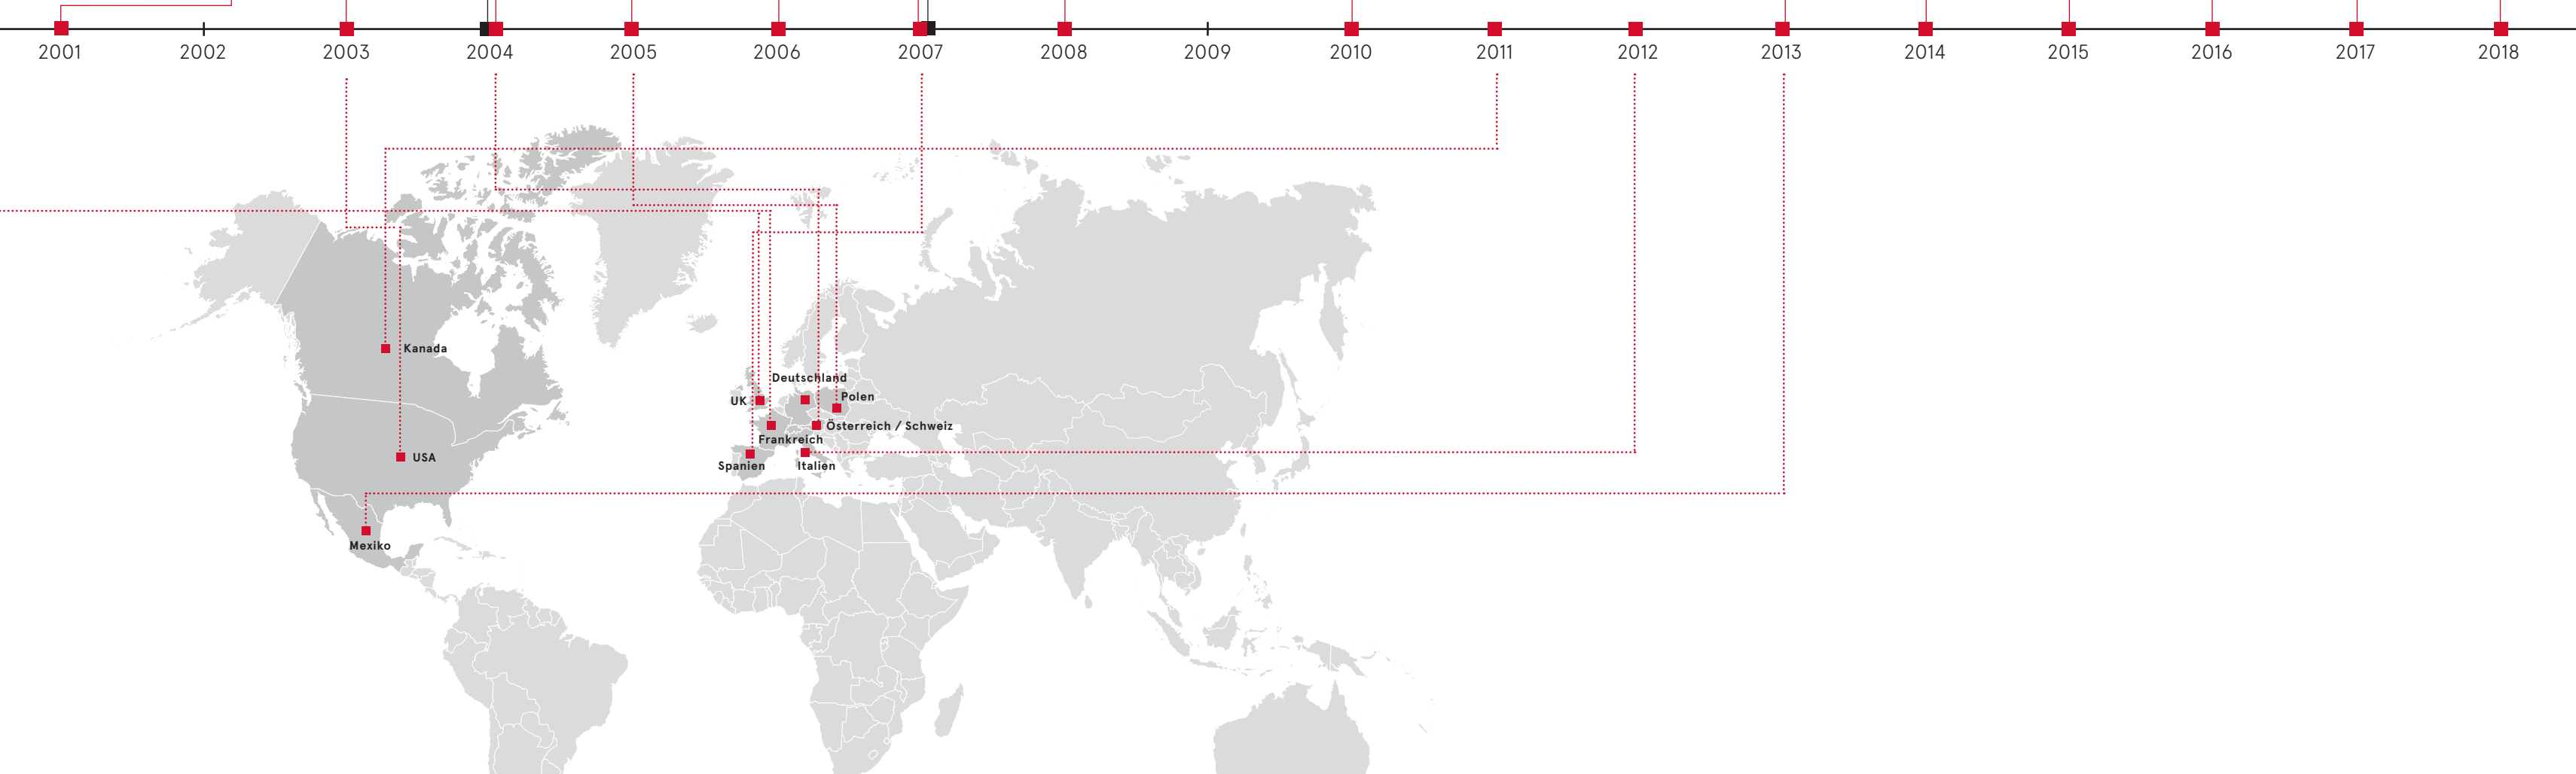 2001 2002 2003 2004 2005 2006 2007 2008 2009 2010 2011 2012 2013 2014 2015 2016 2017 2018
Kanada
Deutschland
Polen
UK
Österreich / Schweiz
Frankreich
USA
Spanien
Italien
Mexiko